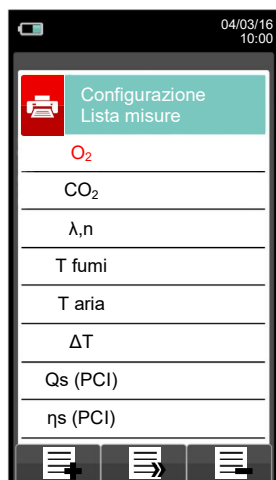 04/03/16
10:00
Configurazione
Lista misure
O₂
CO₂
λ,n
T fumi
T aria
ΔT
Qs (PCI)
ηs (PCI)